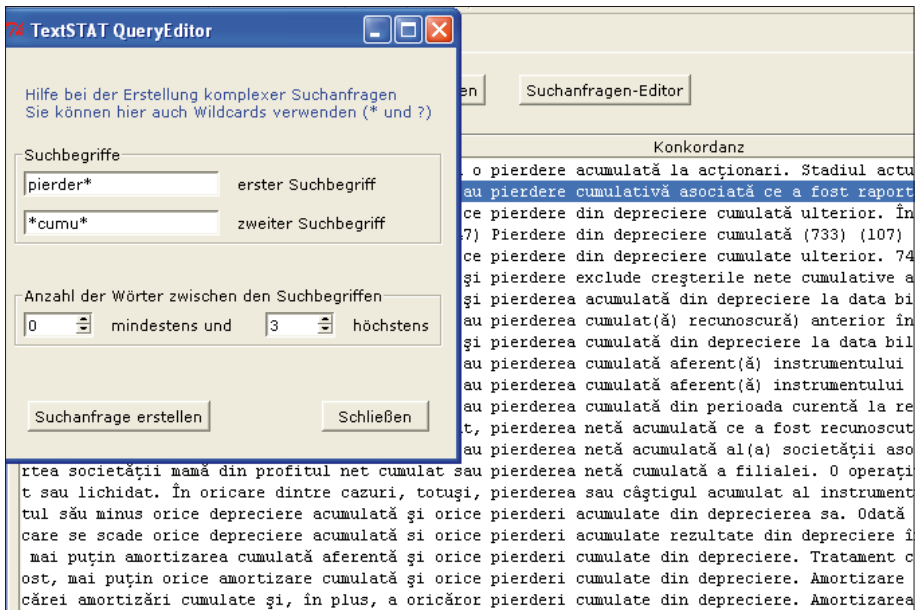 TextSTAT QueryEditor
Hilfe bei der Erstellung komplexer Suchanfragen
Sie können hier auch Wildcards verwenden (* und ?)
Suchbegriffe
pierder* erster Suchbegriff
*cumu* zweiter Suchbegriff
Anzahl der Wörter zwischen den Suchbegriffen
0 mindestens und 3 höchstens
Suchanfrage erstellen Schließen
en Suchanfragen-Editor
Konkordanz
o pierdere acumulată la acţionari. Stadiul actu
au pierdere cumulativă asociată ce a fost raport
ce pierdere din depreciere cumulată ulterior. În
47) Pierdere din depreciere cumulată (733) (107)
ce pierdere din depreciere cumulate ulterior. 74
şi pierdere exclude creşterile nete cumulative a
şi pierderea acumulată din depreciere la data bi
au pierderea cumulat(ă) recunoscură) anterior în
şi pierderea cumulată din depreciere la data bil
au pierderea cumulată aferent(ă) instrumentului
au pierderea cumulată aferent(ă) instrumentului
au pierderea cumulată din perioada curentă la re
t, pierderea netă acumulată ce a fost recunoscut
au pierderea netă acumulată al(a) societăţii aso
rtea societăţii mamă din profitul net cumulat sau pierderea netă cumulată a filialei. O operaţi
t sau lichidat. În oricare dintre cazuri, totuşi, pierderea sau câştigul acumulat al instrument
tul său minus orice depreciere acumulată şi orice pierderi acumulate din deprecierea sa. Odată
care se scade orice depreciere acumulată si orice pierderi acumulate rezultate din depreciere î
mai puţin amortizarea cumulată aferentă şi orice pierderi cumulate din depreciere. Tratament c
ost, mai puţin orice amortizare cumulată şi orice pierderi cumulate din depreciere. Amortizare
cărei amortizări cumulate şi, în plus, a oricăror pierderi cumulate din depreciere. Amortizarea